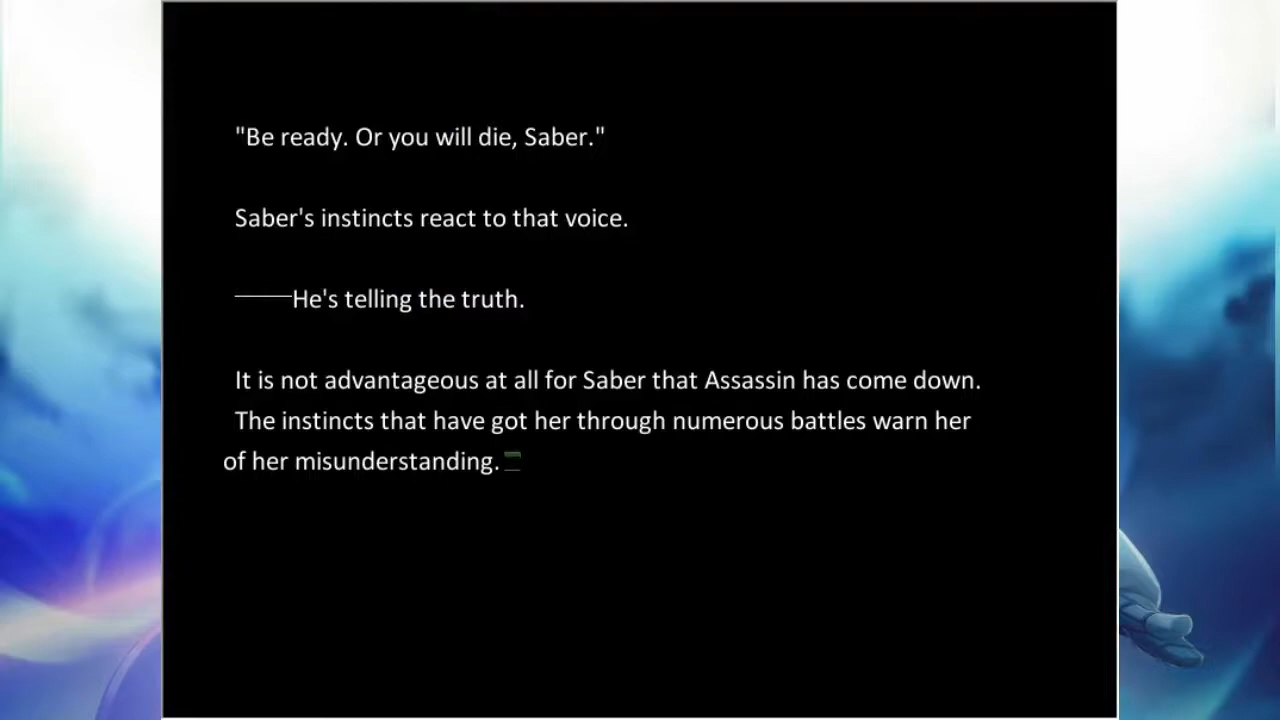 "Be ready. Or you will die, Saber."
Saber's instincts react to that voice.
――He's telling the truth.
It is not advantageous at all for Saber that Assassin has come down.
The instincts that have got her through numerous battles warn her
of her misunderstanding.